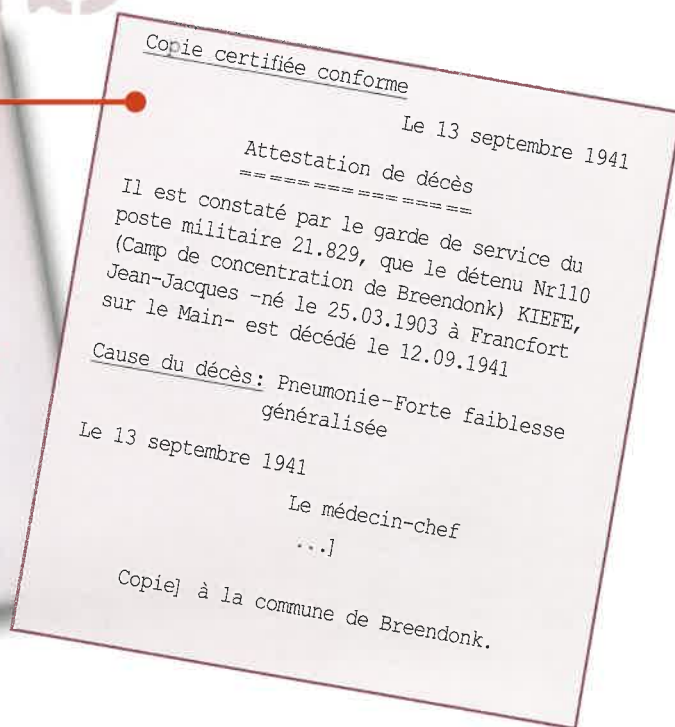 Copie certifiée conforme
Le 13 septembre 1941
Attestation de décès
================
Il est constaté par le garde de service du
poste militaire 21.829, que le détenu Nr110
(Camp de concentration de Breendonk) KIEFE,
Jean-Jacques -né le 25.03.1903 à Francfort
sur le Main- est décédé le 12.09.1941
Cause du décès: Pneumonie-Forte faiblesse
généralisée
Le 13 septembre 1941
Le médecin-chef
...]
Copie] à la commune de Breendonk.